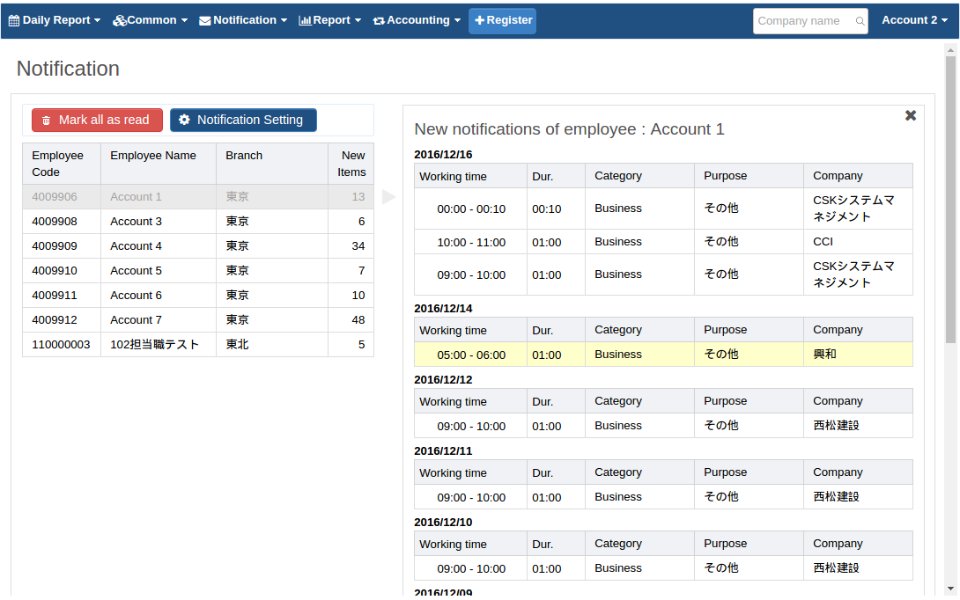 Daily Report Common Notification Report Accounting Register Company name Account 2
Notification
Mark all as read Notification Setting
Employee Code Employee Name Branch New Items
4009906 Account 1 東京 13
4009908 Account 3 東京 6
4009909 Account 4 東京 34
4009910 Account 5 東京 7
4009911 Account 6 東京 10
4009912 Account 7 東京 48
110000003 102担当職テスト 東北 5
New notifications of employee : Account 1
2016/12/16
Working time Dur. Category Purpose Company
00:00 - 00:10 00:10 Business その他 CSKシステムマネジメント
10:00 - 11:00 01:00 Business その他 CCI
09:00 - 10:00 01:00 Business その他 CSKシステムマネジメント
2016/12/14
Working time Dur. Category Purpose Company
05:00 - 06:00 01:00 Business その他 興和
2016/12/12
Working time Dur. Category Purpose Company
09:00 - 10:00 01:00 Business その他 西松建設
2016/12/11
Working time Dur. Category Purpose Company
09:00 - 10:00 01:00 Business その他 西松建設
2016/12/10
Working time Dur. Category Purpose Company
09:00 - 10:00 01:00 Business その他 西松建設
2016/12/09